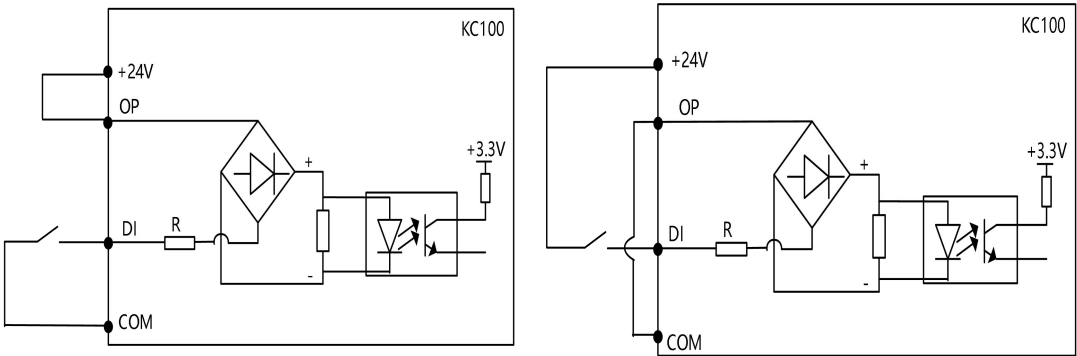 KC100
+24V
OP
+
+3.3V
DI
R
-
COM
KC100
+24V
OP
+
+3.3V
DI
R
-
COM